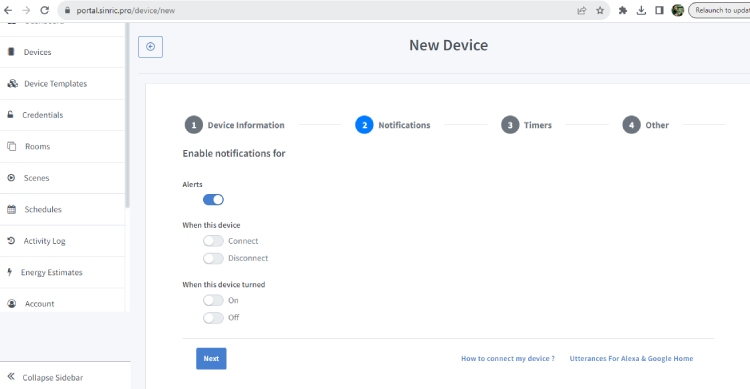 portal.sinric.pro/device/new
Relaunch to updat
Dashboard
Devices
Device Templates
Credentials
Rooms
Scenes
Schedules
Activity Log
Energy Estimates
Account
Collapse Sidebar
New Device
1 Device Information 2 Notifications 3 Timers 4 Other
Enable notifications for
Alerts
When this device
Connect
Disconnect
When this device turned
On
Off
Next
How to connect my device ? Utterances For Alexa & Google Home